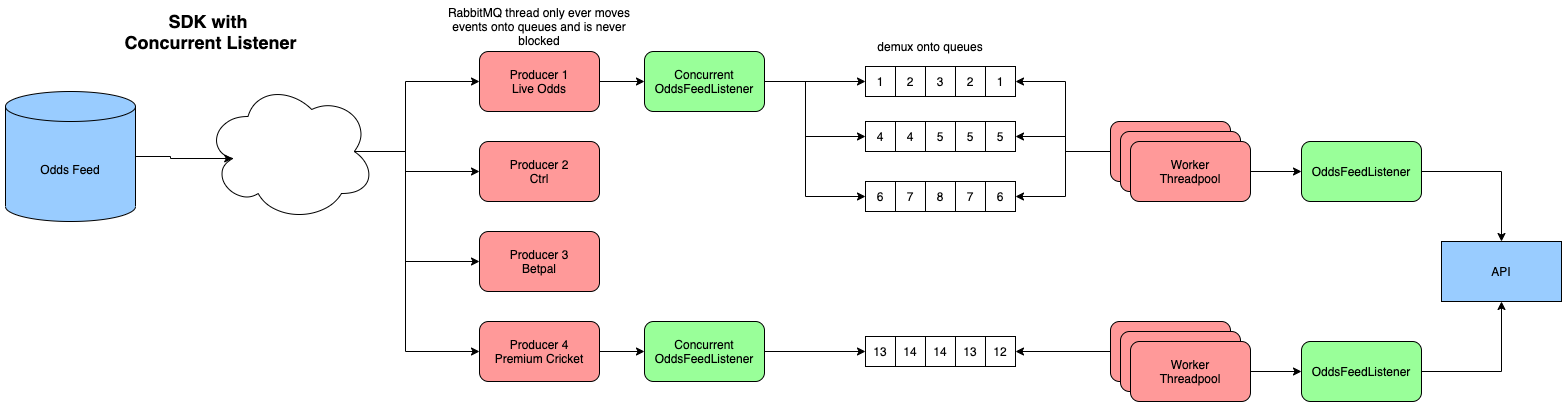 SDK with
Concurrent Listener
RabbitMQ thread only ever moves
events onto queues and is never
blocked
demux onto queues
Odds Feed
Producer 1
Live Odds
Concurrent
OddsFeedListener
1 2 3 2 1
4 4 5 5 5
6 7 8 7 6
Producer 2
Ctrl
Worker
Threadpool
OddsFeedListener
Producer 3
Betpal
API
Producer 4
Premium Cricket
Concurrent
OddsFeedListener
13 14 14 13 12
Worker
Threadpool
OddsFeedListener